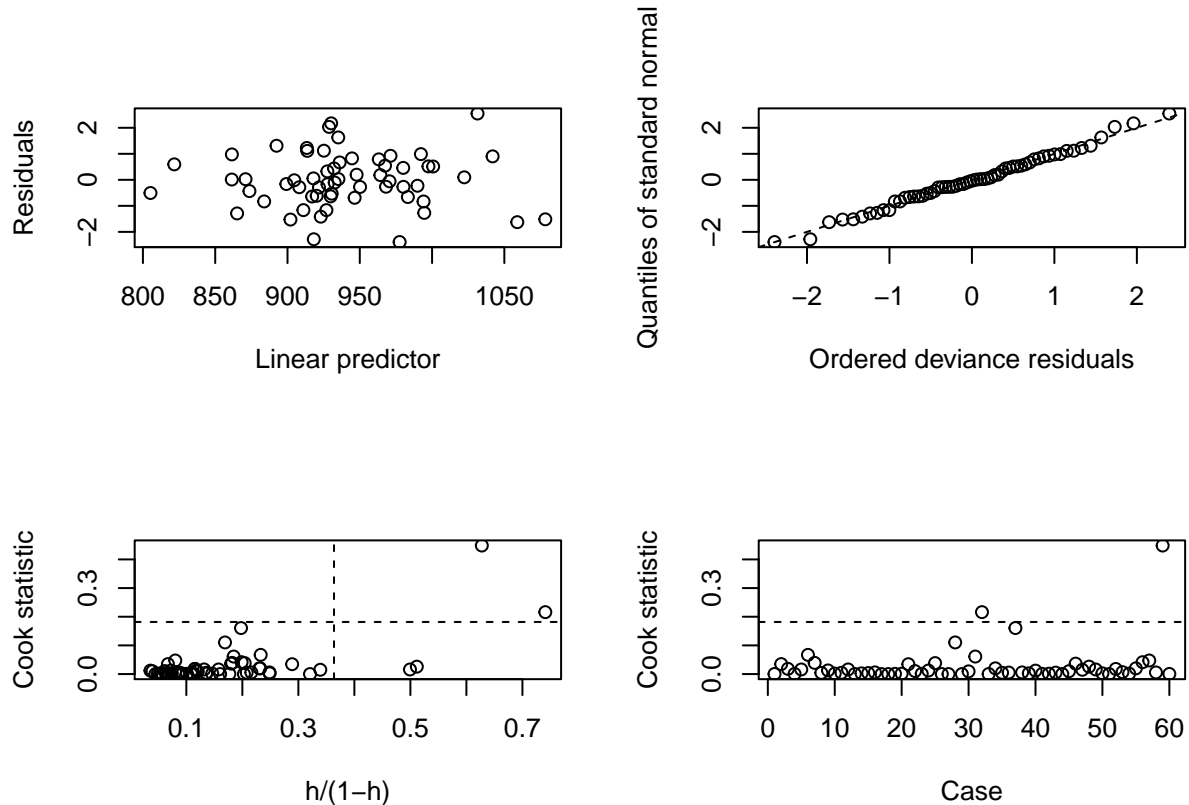 Residuals
2
0
−2
800 850 900 950 1050
Linear predictor
Quantiles of standard normal
2
0
−2
−2 −1 0 1 2
Ordered deviance residuals
Cook statistic
0.3
0.0
0.1 0.3 0.5 0.7
h/(1−h)
Cook statistic
0.3
0.0
0 10 20 30 40 50 60
Case